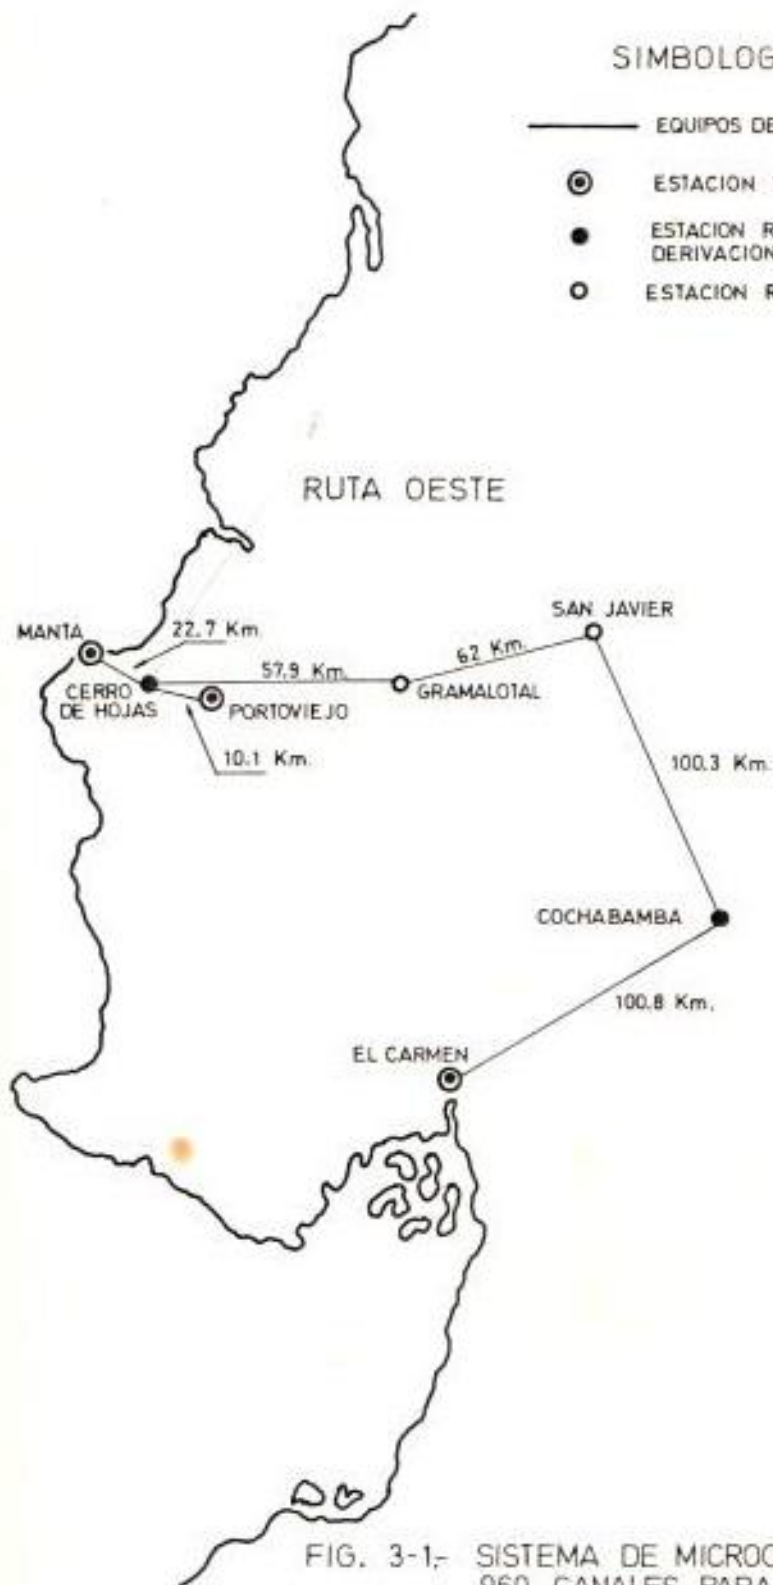 SIMBOLOG
EQUIPOS DE
ESTACION
ESTACION R
DERIVACION
ESTACION R
RUTA OESTE
SAN JAVIER
MANTA
22.7 Km.
62 Km.
57.9 Km.
CERRO
DE HOJAS
PORTOVIEJO
GRAMALOTAL
10.1 Km.
100.3 Km.
COCHABAMBA
100.8 Km.
EL CARMEN
FIG. 3-1.- SISTEMA DE MICROO
960 CANALES PARA